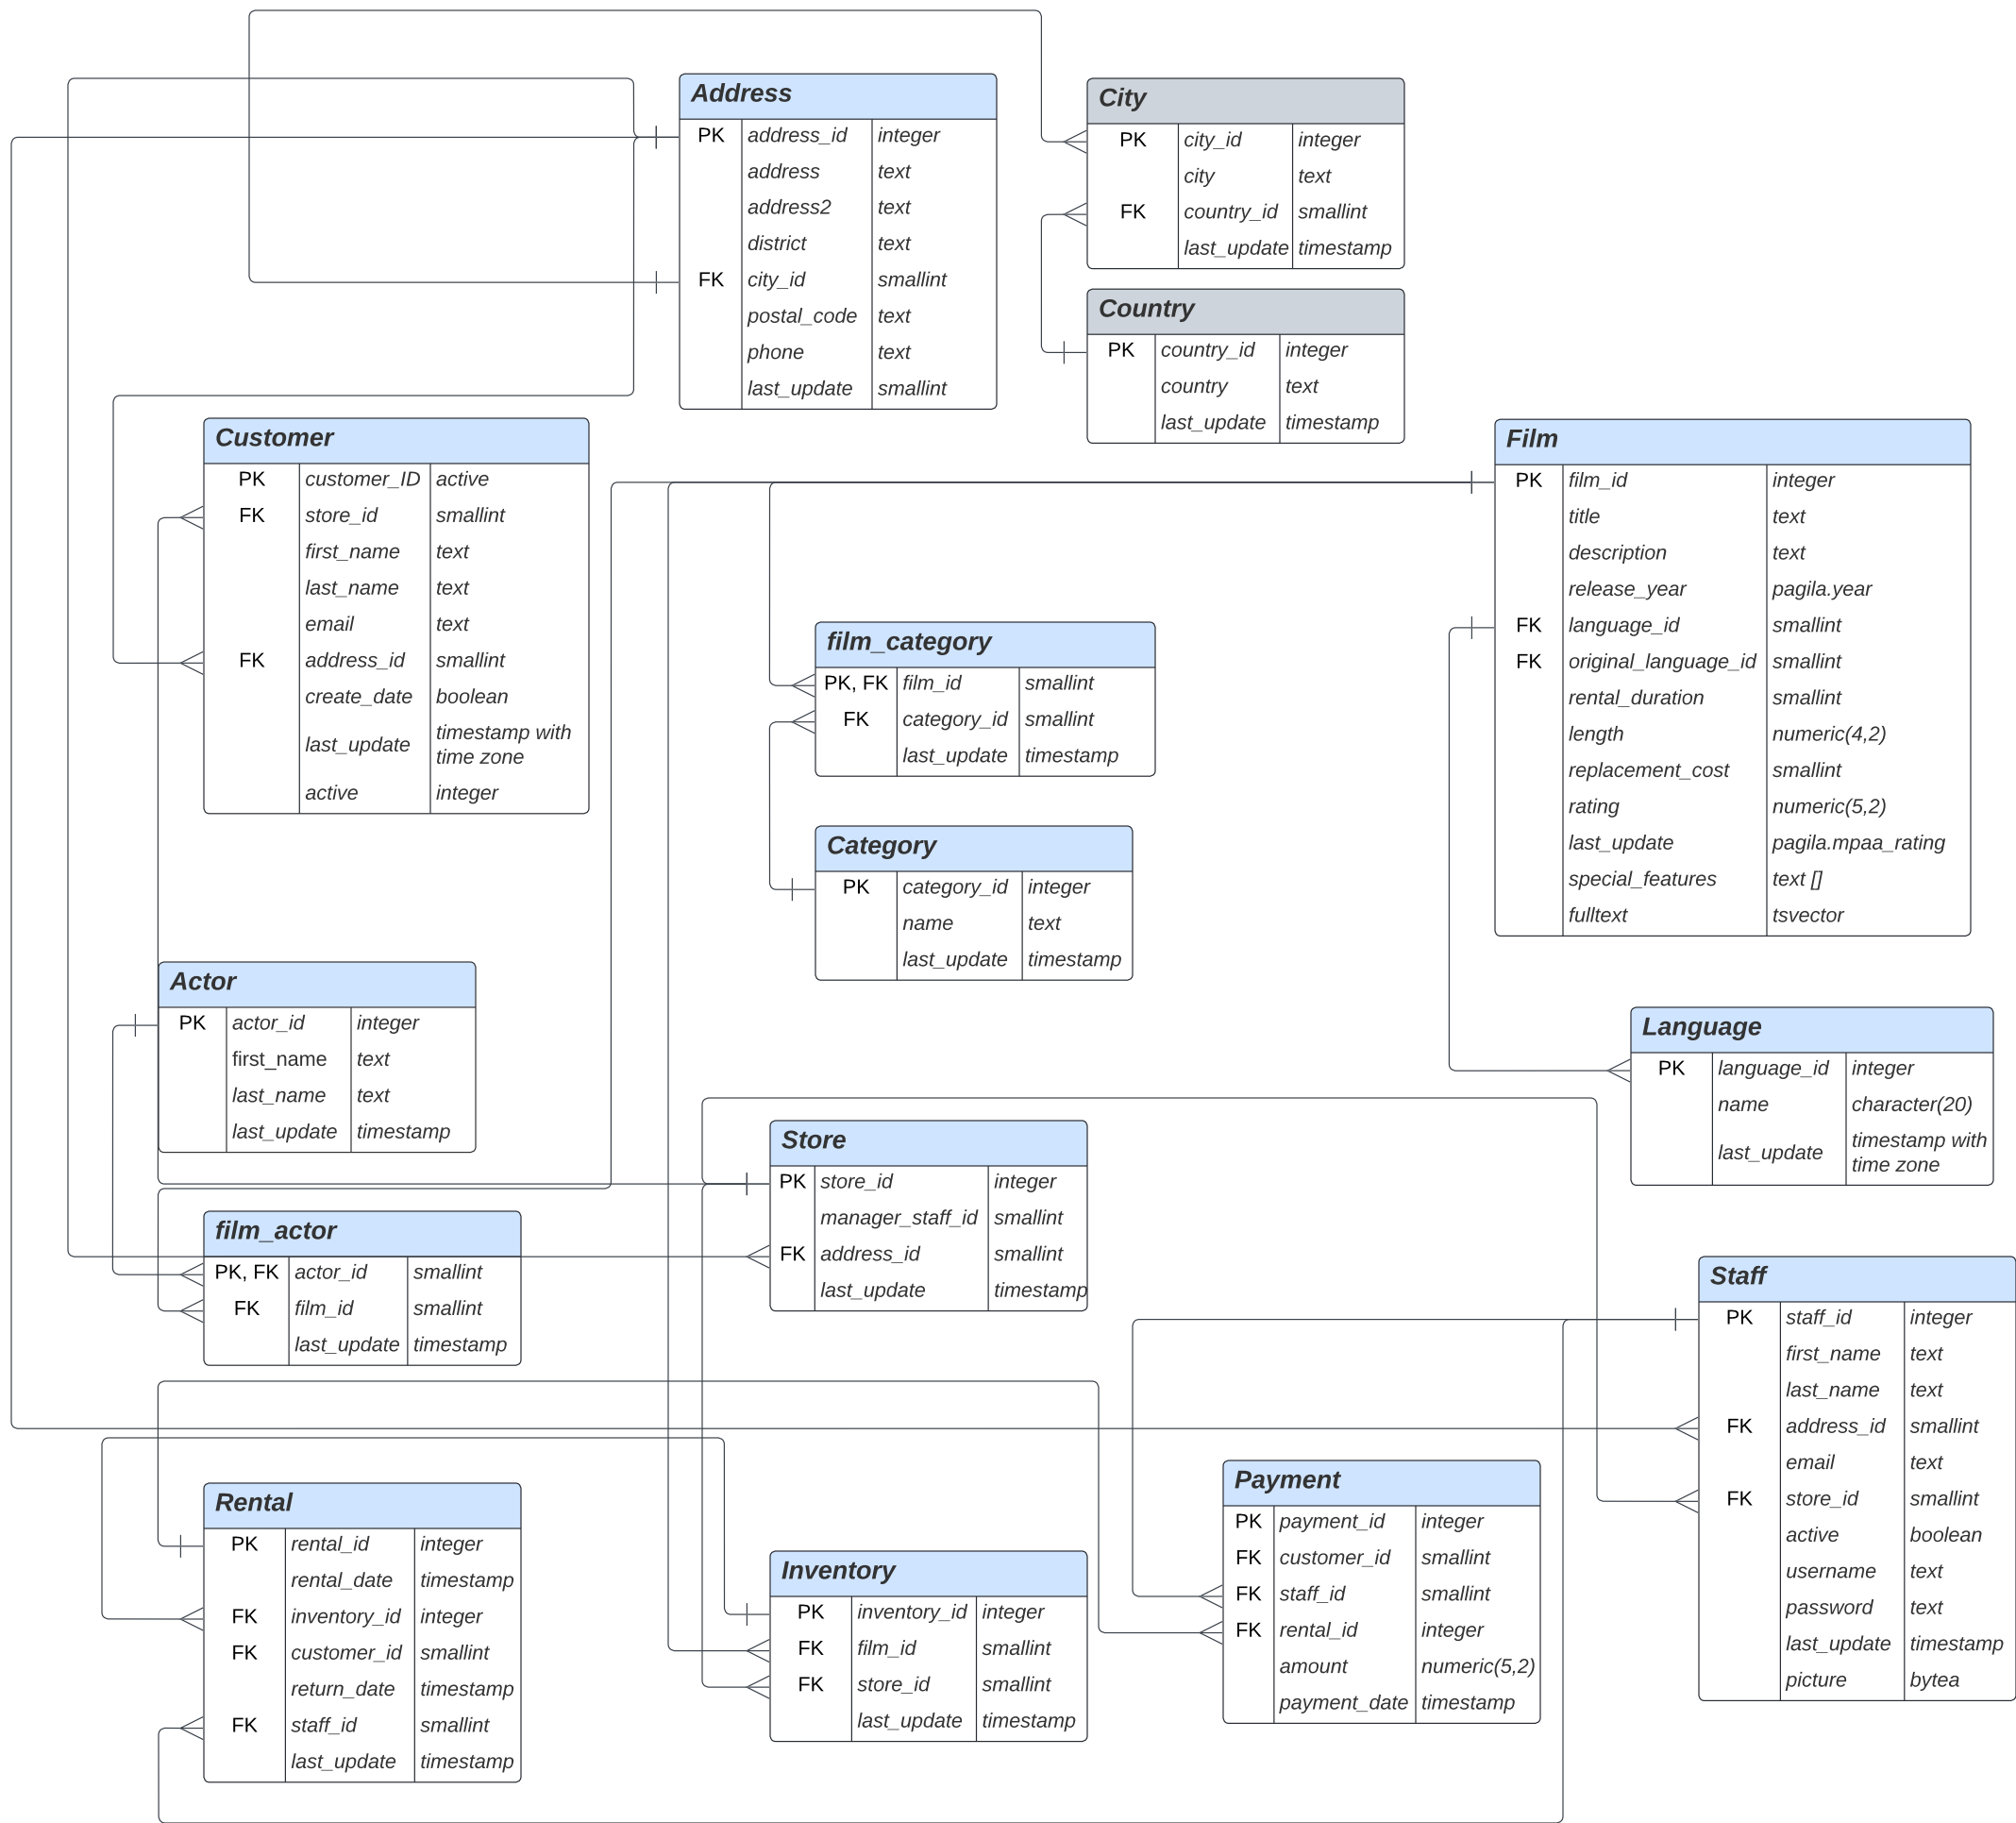 Address
PK address_id integer
address text
address2 text
district text
FK city_id smallint
postal_code text
phone text
last_update smallint
City
PK city_id integer
city text
FK country_id smallint
last_update timestamp
Country
PK country_id integer
country text
last_update timestamp
Customer
PK customer_ID active
FK store_id smallint
first_name text
last_name text
email text
FK address_id smallint
create_date boolean
last_update timestamp with
time zone
active integer
Film
PK film_id integer
title text
description text
release_year pagila.year
FK language_id smallint
FK original_language_id smallint
rental_duration smallint
length numeric(4,2)
replacement_cost smallint
rating numeric(5,2)
last_update pagila.mpaa_rating
special_features text []
fulltext tsvector
film_category
PK, FK film_id smallint
FK category_id smallint
last_update timestamp
Category
PK category_id integer
name text
last_update timestamp
Actor
PK actor_id integer
first_name text
last_name text
last_update timestamp
Language
PK language_id integer
name character(20)
last_update timestamp with
time zone
Store
PK store_id integer
manager_staff_id smallint
FK address_id smallint
last_update timestamp
film_actor
PK, FK actor_id smallint
FK film_id smallint
last_update timestamp
Staff
PK staff_id integer
first_name text
last_name text
FK address_id smallint
email text
FK store_id smallint
active boolean
username text
password text
last_update timestamp
picture bytea
Rental
PK rental_id integer
rental_date timestamp
FK inventory_id integer
FK customer_id smallint
return_date timestamp
FK staff_id smallint
last_update timestamp
Inventory
PK inventory_id integer
FK film_id smallint
FK store_id smallint
last_update timestamp
Payment
PK payment_id integer
FK customer_id smallint
FK staff_id smallint
FK rental_id integer
amount numeric(5,2)
payment_date timestamp